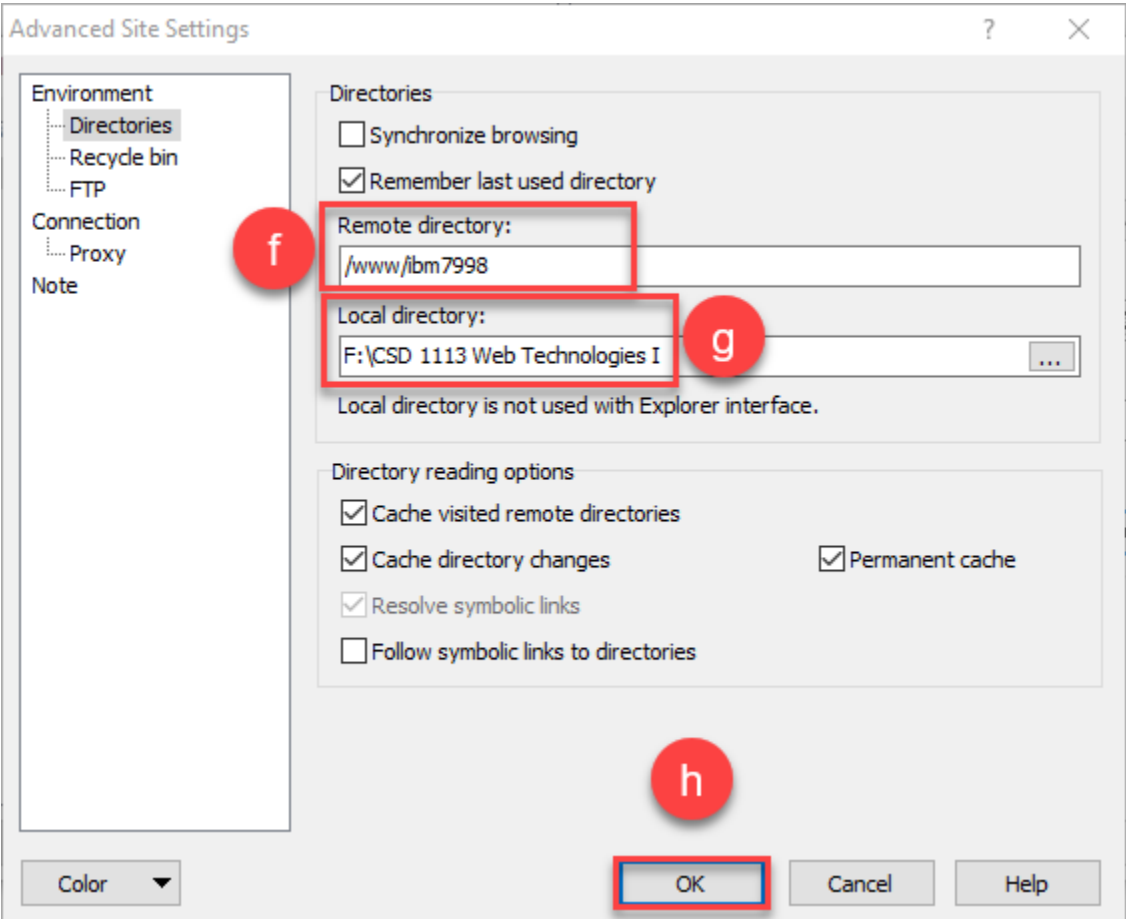 Advanced Site Settings
?
Environment
Directories
Recycle bin
FTP
Connection
Proxy
Note
Directories
Synchronize browsing
Remember last used directory
f
Remote directory:
/www/ibm7998
Local directory:
g
F:\CSD 1113 Web Technologies I
...
Local directory is not used with Explorer interface.
Directory reading options
Cache visited remote directories
Cache directory changes
Permanent cache
Resolve symbolic links
Follow symbolic links to directories
h
Color
OK
Cancel
Help